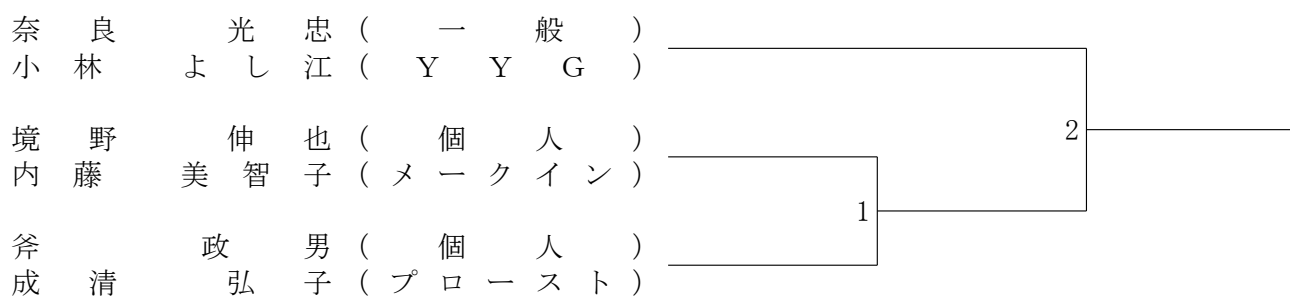 奈良 光忠(一般)
小林 よし江(YYG)
境野 伸也(個人)
内藤 美智子(メークイン)
斧 政男(個人)
成清 弘子(プロースト)
2
1